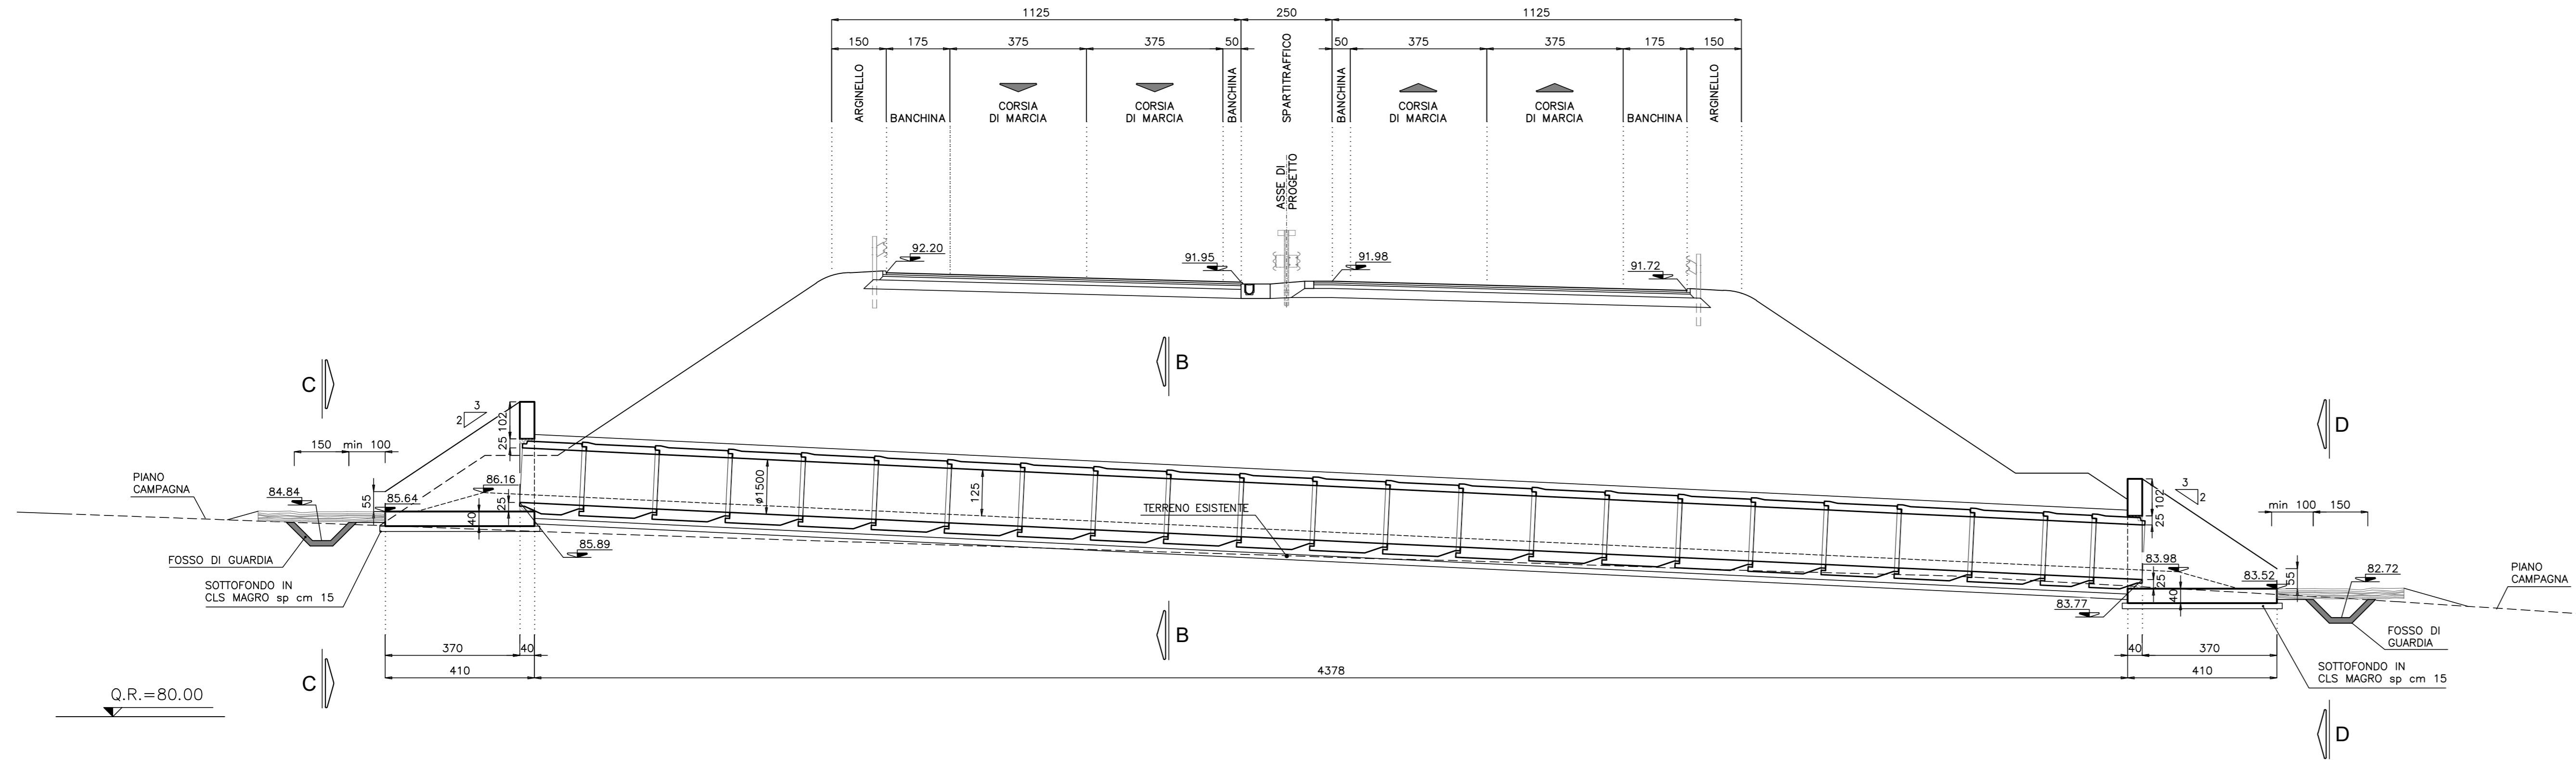 1125 250 1125
150 175 375 375 50 50 375 375 175 150
ARGINELLO
BANCHINA
CORSIA
DI MARCIA
CORSIA
DI MARCIA
BANCHINA
SPARTITRAFFICO
BANCHINA
CORSIA
DI MARCIA
CORSIA
DI MARCIA
BANCHINA
ARGINELLO
ASSE DI
PROGETTO
92.20
91.95
91.98
91.72
B
C
D
3
2
102
25
150 min 100
PIANO
CAMPAGNA
84.84
55
85.64
86.16
25
40
ø1500
125
TERRENO ESISTENTE
85.89
FOSSO DI GUARDIA
SOTTOFONDO IN
CLS MAGRO sp cm 15
3
2
102
25
min 100 150
83.98
83.52
55
82.72
25
40
83.77
PIANO
CAMPAGNA
FOSSO DI
GUARDIA
SOTTOFONDO IN
CLS MAGRO sp cm 15
B
370 40
410
4378
40 370
410
C
Q.R.=80.00
D